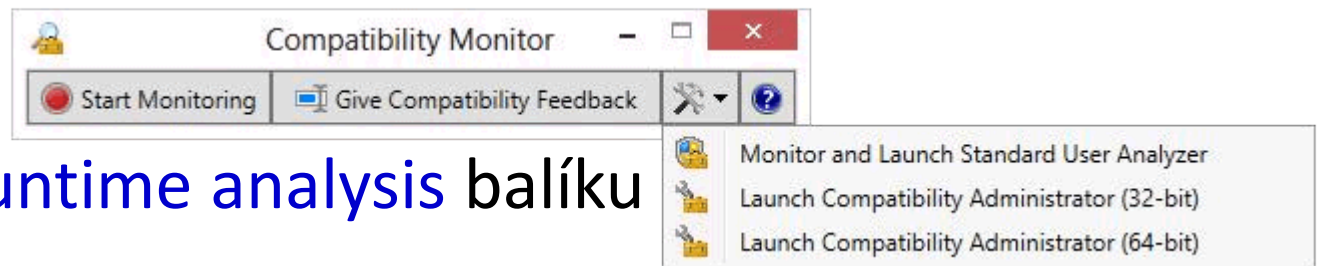 Compatibility Monitor
Start Monitoring Give Compatibility Feedback
Monitor and Launch Standard User Analyzer
untime analysis balíku
Launch Compatibility Administrator (32-bit)
Launch Compatibility Administrator (64-bit)